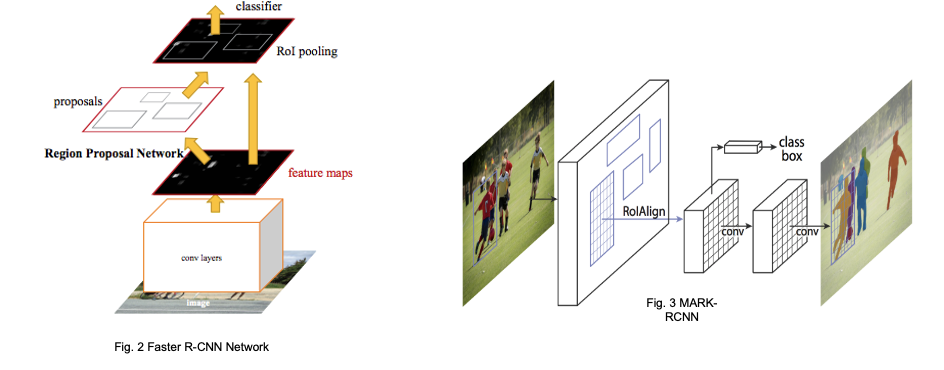 classifier
RoI pooling
proposals
Region Proposal Network
feature maps
conv layers
image
Fig. 2 Faster R-CNN Network
class
box
RoIAlign
conv
conv
Fig. 3 MARK-
RCNN